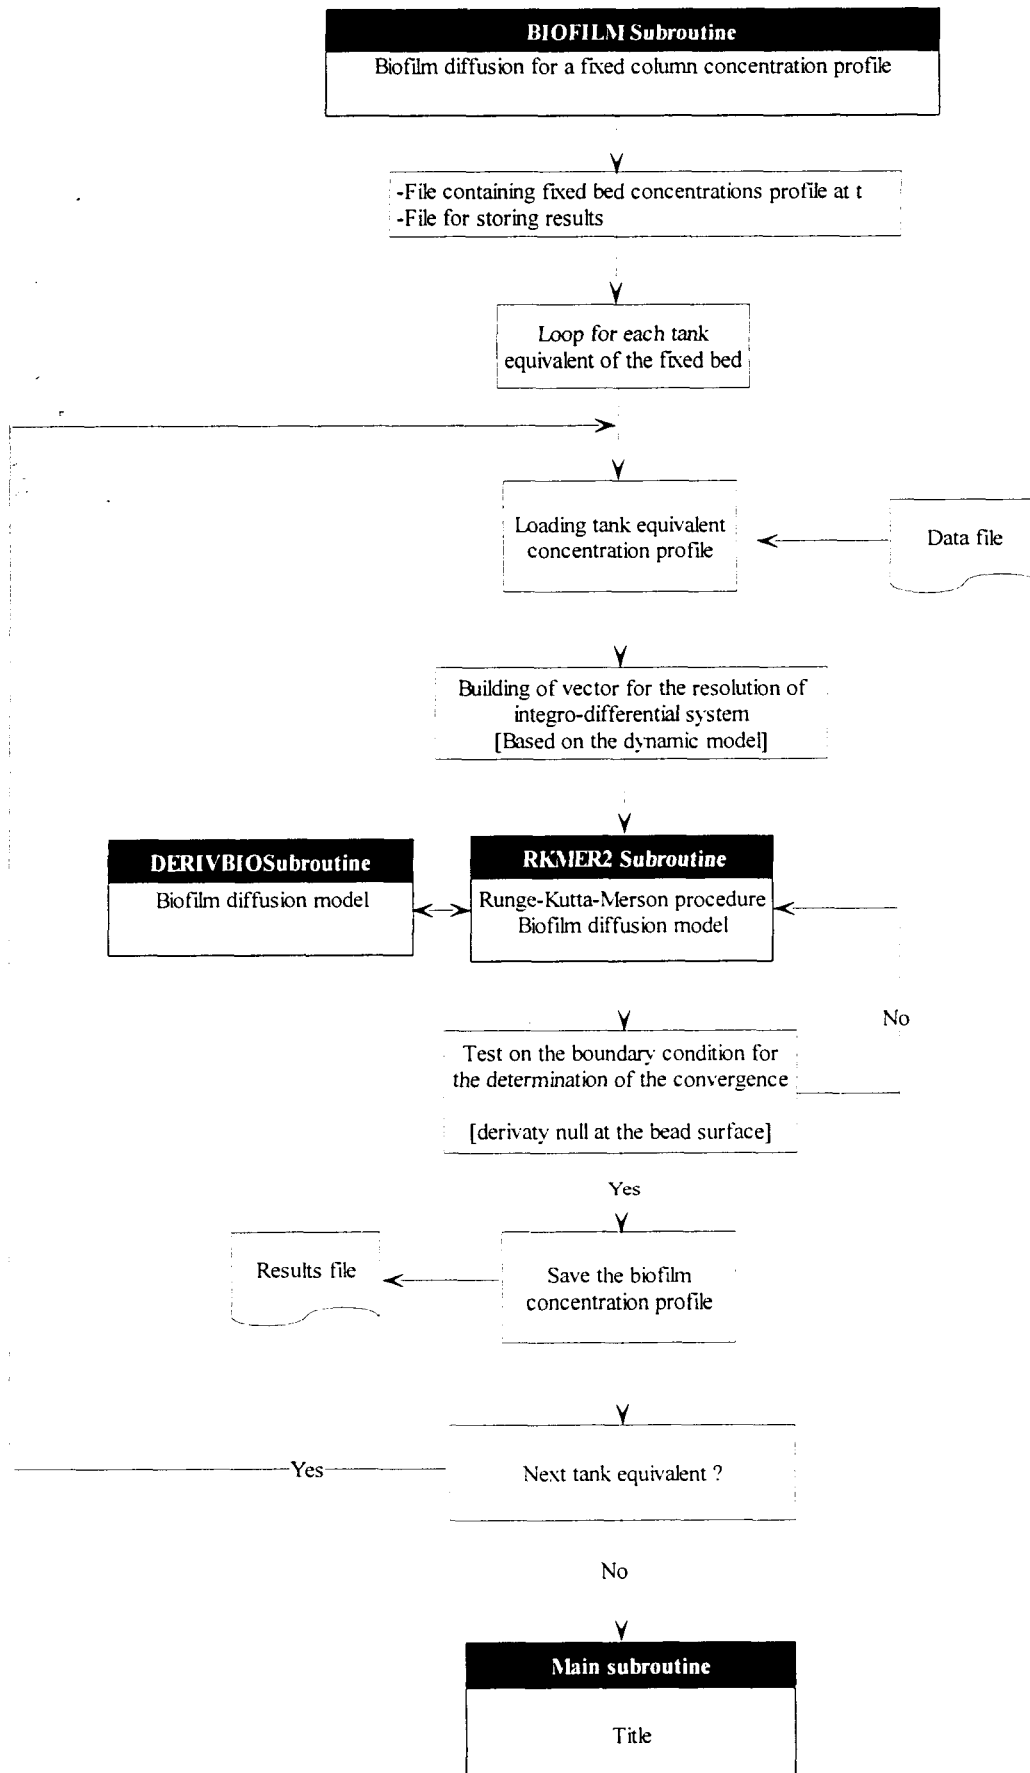 BIOFILM Subroutine
Biofilm diffusion for a fixed column concentration profile
-File containing fixed bed concentrations profile at t
-File for storing results
Loop for each tank
equivalent of the fixed bed
Loading tank equivalent
concentration profile
Data file
Building of vector for the resolution of
integro-differential system
[Based on the dynamic model]
DERIVBIOSubroutine
Biofilm diffusion model
RKMER2 Subroutine
Runge-Kutta-Merson procedure
Biofilm diffusion model
No
Test on the boundary condition for
the determination of the convergence
[derivaty null at the bead surface]
Yes
Results file
Save the biofilm
concentration profile
Yes
Next tank equivalent ?
No
Main subroutine
Title